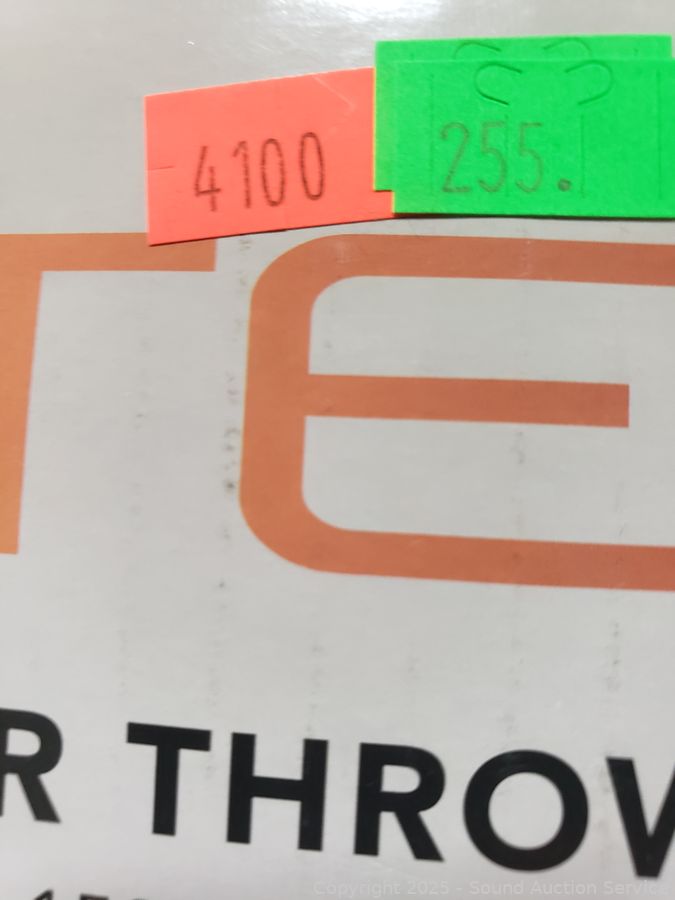 4100 255.
TE
R THROW
Copyright 2025 - Sound Auction Service